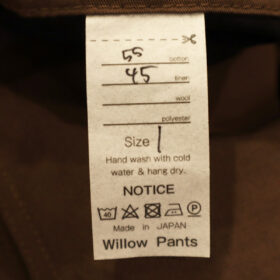 55 cotton
45 linen
wool
polyester
Size 1
Hand wash with cold
water & hang dry.
NOTICE
40 P
Made in JAPAN
Willow Pants